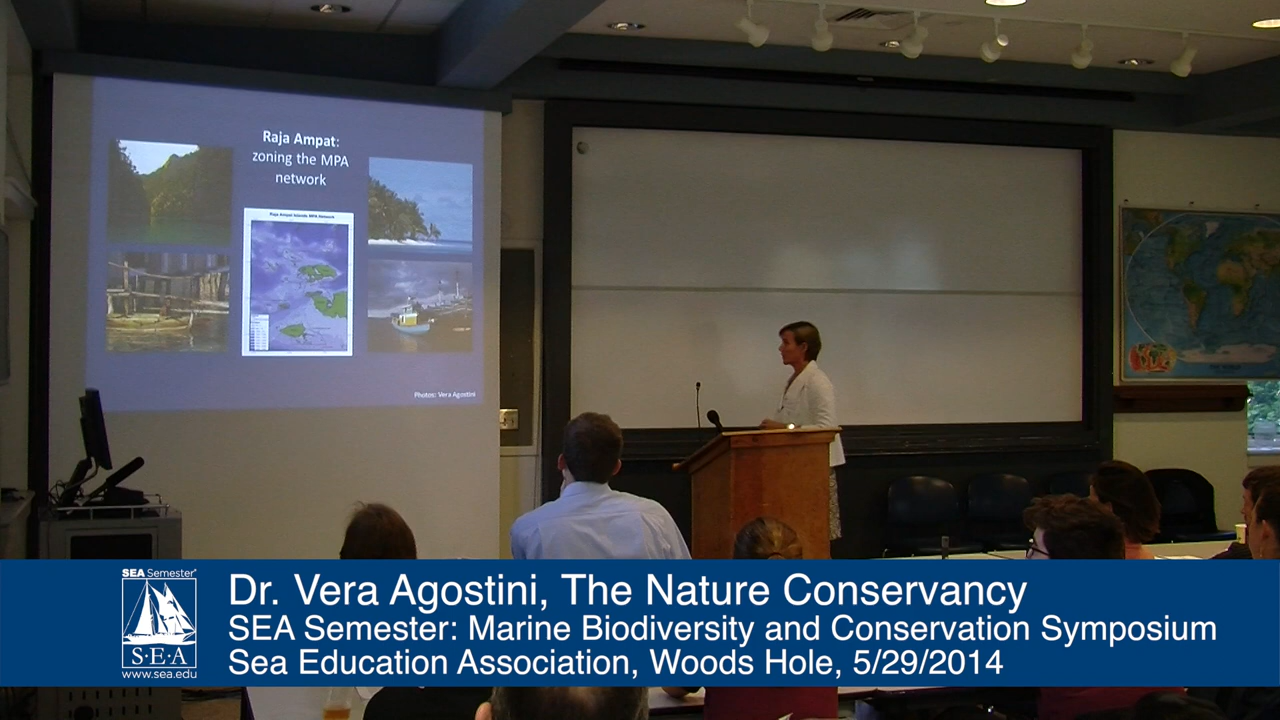 Raja Ampat:
zoning the MPA
network
Raja Ampat Islands MPA Network
Photos: Vera Agostini
SEA Semester®
S·E·A
www.sea.edu
Dr. Vera Agostini, The Nature Conservancy
SEA Semester: Marine Biodiversity and Conservation Symposium
Sea Education Association, Woods Hole, 5/29/2014